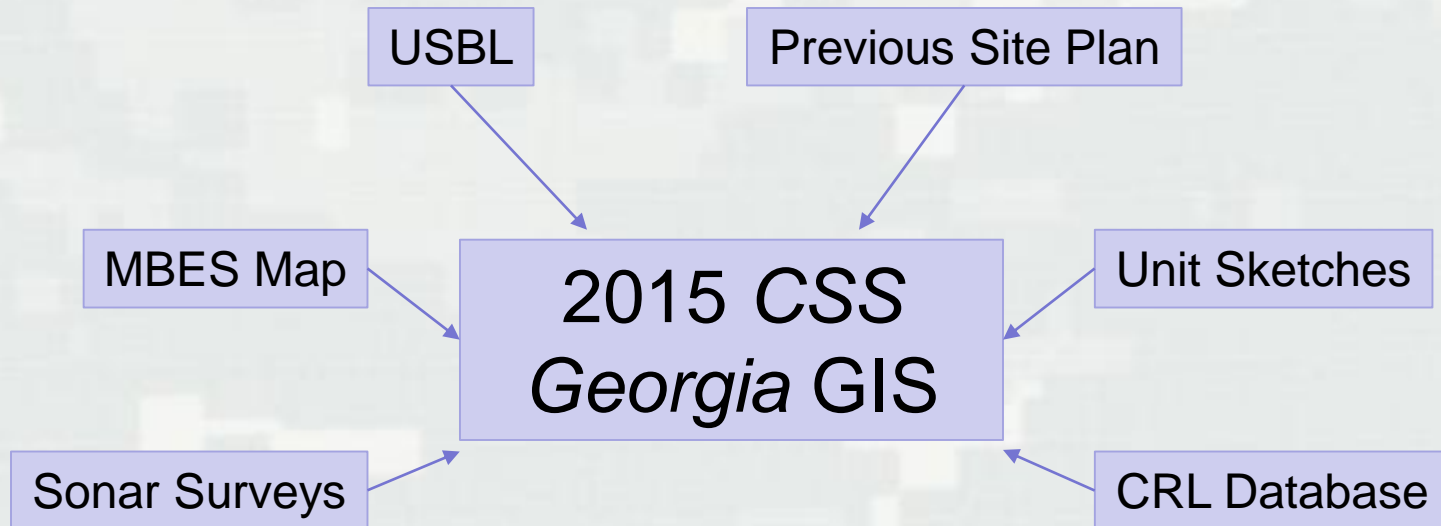 USBL
Previous Site Plan
MBES Map
2015 CSS
Georgia GIS
Unit Sketches
Sonar Surveys
CRL Database